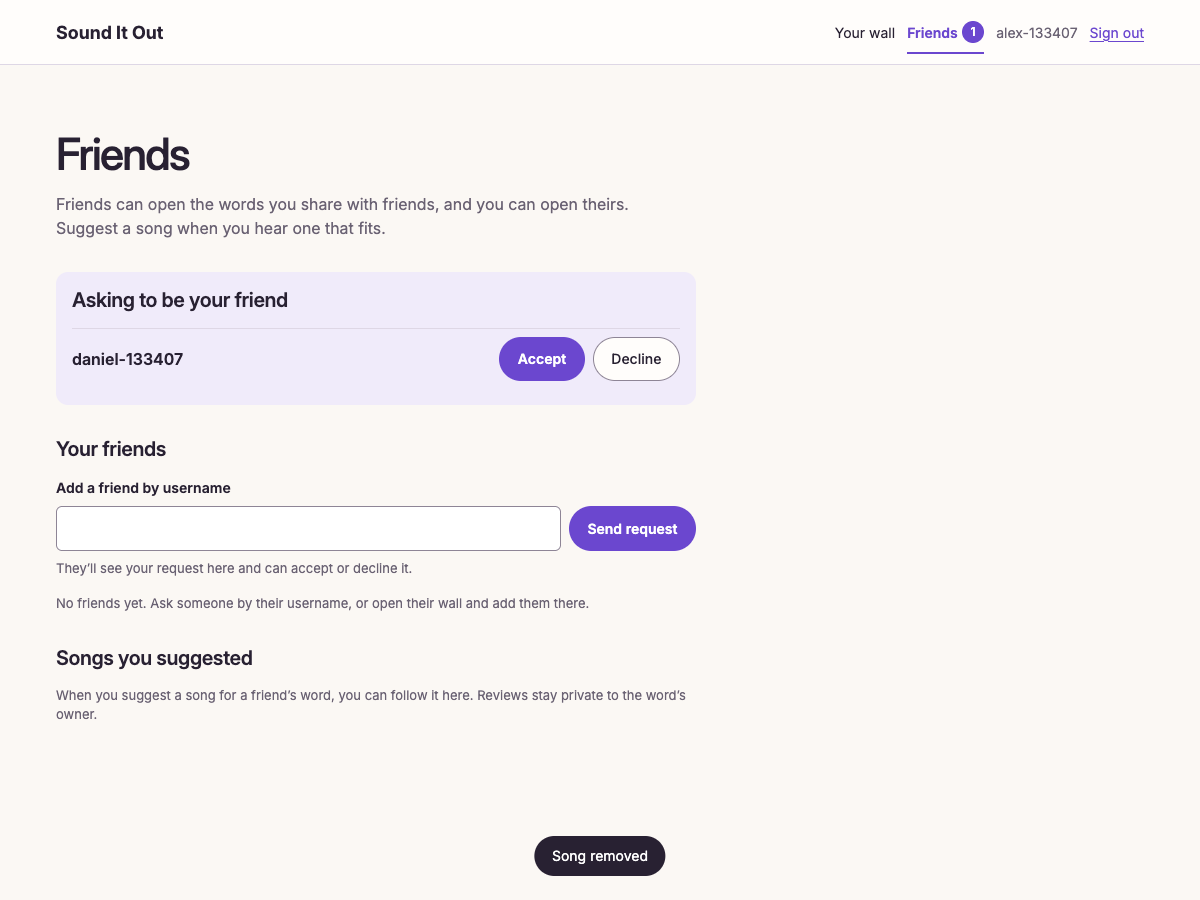 Sound It Out
Your wall
Friends 1
alex-133407
Sign out
Friends
Friends can open the words you share with friends, and you can open theirs.
Suggest a song when you hear one that fits.
Asking to be your friend
daniel-133407
Accept
Decline
Your friends
Add a friend by username
Send request
They’ll see your request here and can accept or decline it.
No friends yet. Ask someone by their username, or open their wall and add them there.
Songs you suggested
When you suggest a song for a friend’s word, you can follow it here. Reviews stay private to the word’s
owner.
Song removed